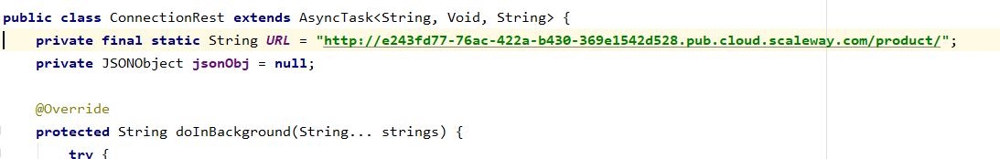 public class ConnectionRest extends AsyncTask<String, Void, String> {
private final static String URL = "http://e243fd77-76ac-422a-b430-369e1542d528.pub.cloud.scaleway.com/product/";
private JSONObject jsonObj = null;
@Override
protected String doInBackground(String... strings) {
try {